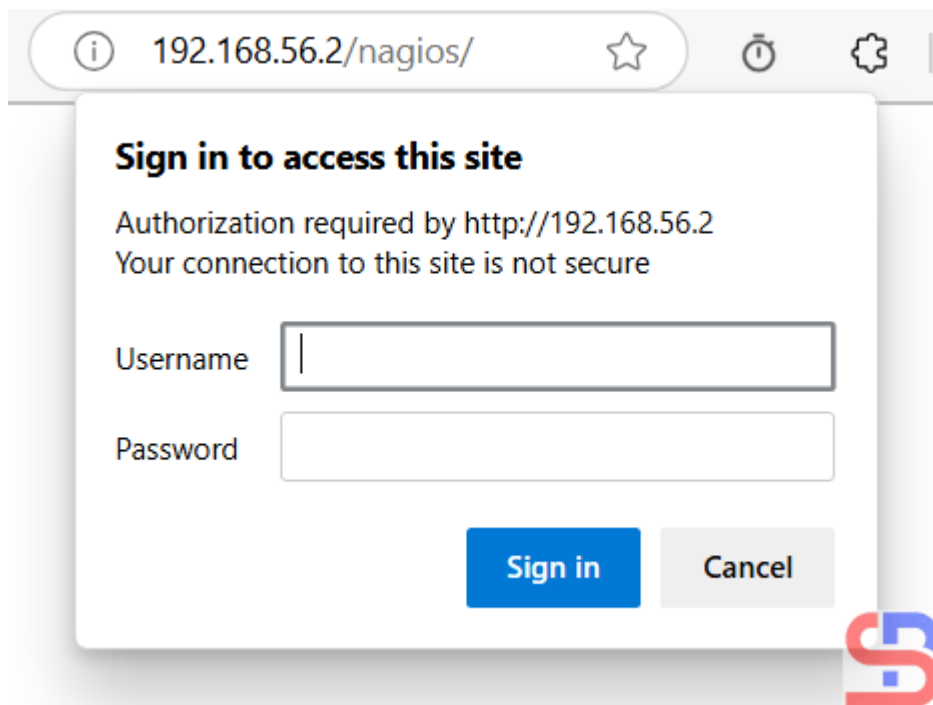 192.168.56.2/nagios/
Sign in to access this site
Authorization required by http://192.168.56.2
Your connection to this site is not secure
Username
Password
Sign in Cancel
SB